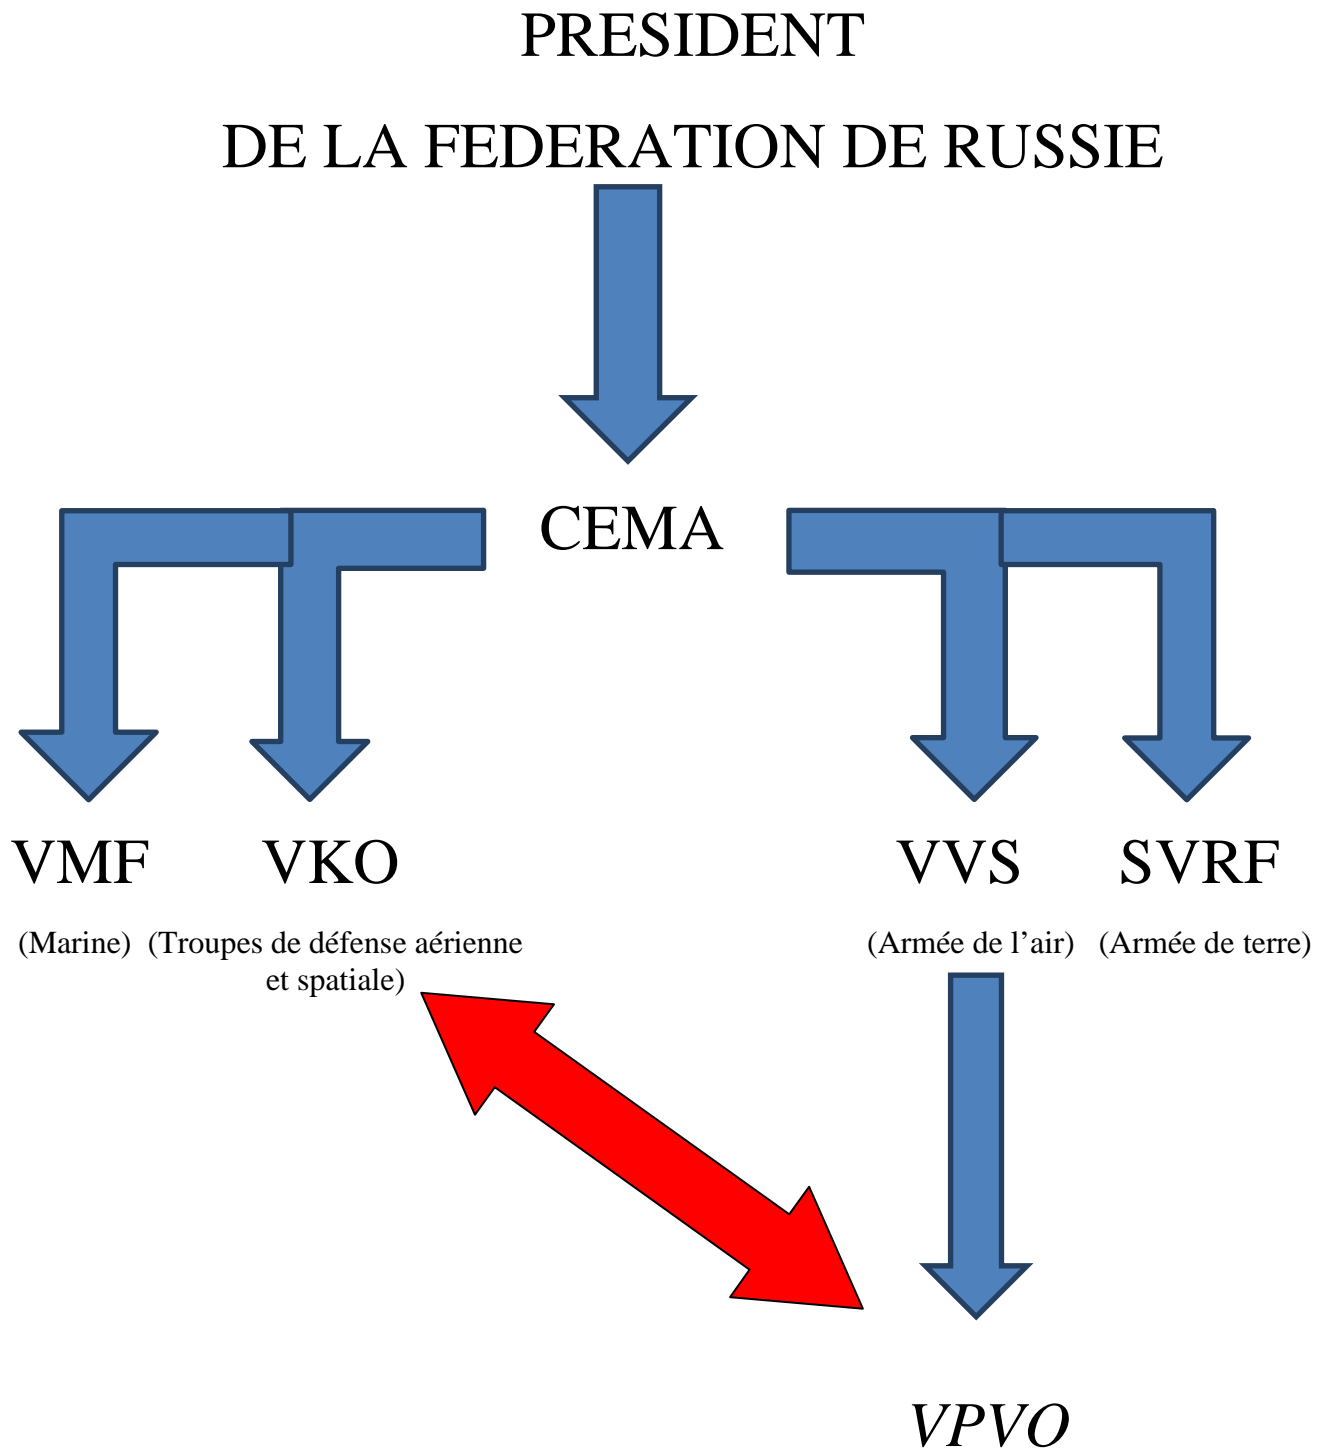 PRESIDENT
DE LA FEDERATION DE RUSSIE
CEMA
VMF VKO VVS SVRF
(Marine) (Troupes de défense aérienne et spatiale) (Armée de l’air) (Armée de terre)
VPVO